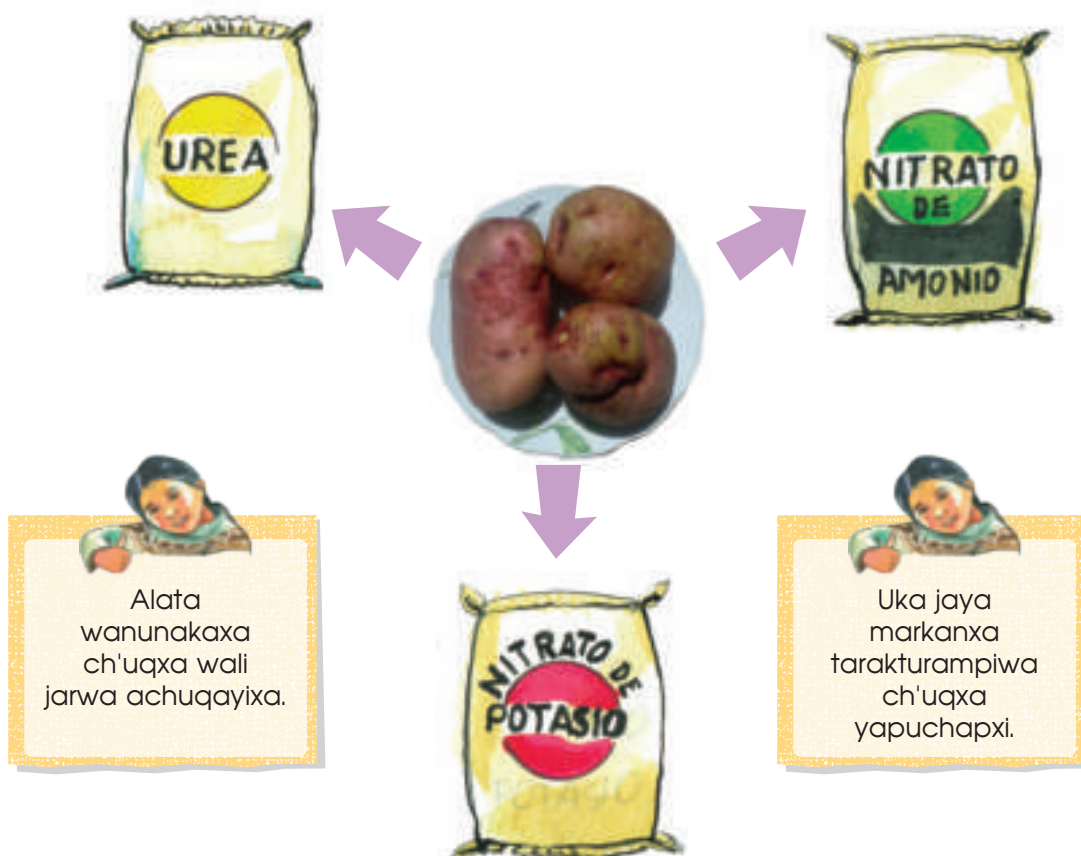 UREA
NITRATO
DE
AMONIO
Alata
wanunakaxa
ch'uqxa wali
jarwa achuqayixa.
NITRATO DE
POTASIO
POTASIO
Uka jaya
markanxa
tarakturampiwa
ch'uqxa
yapuchapxi.